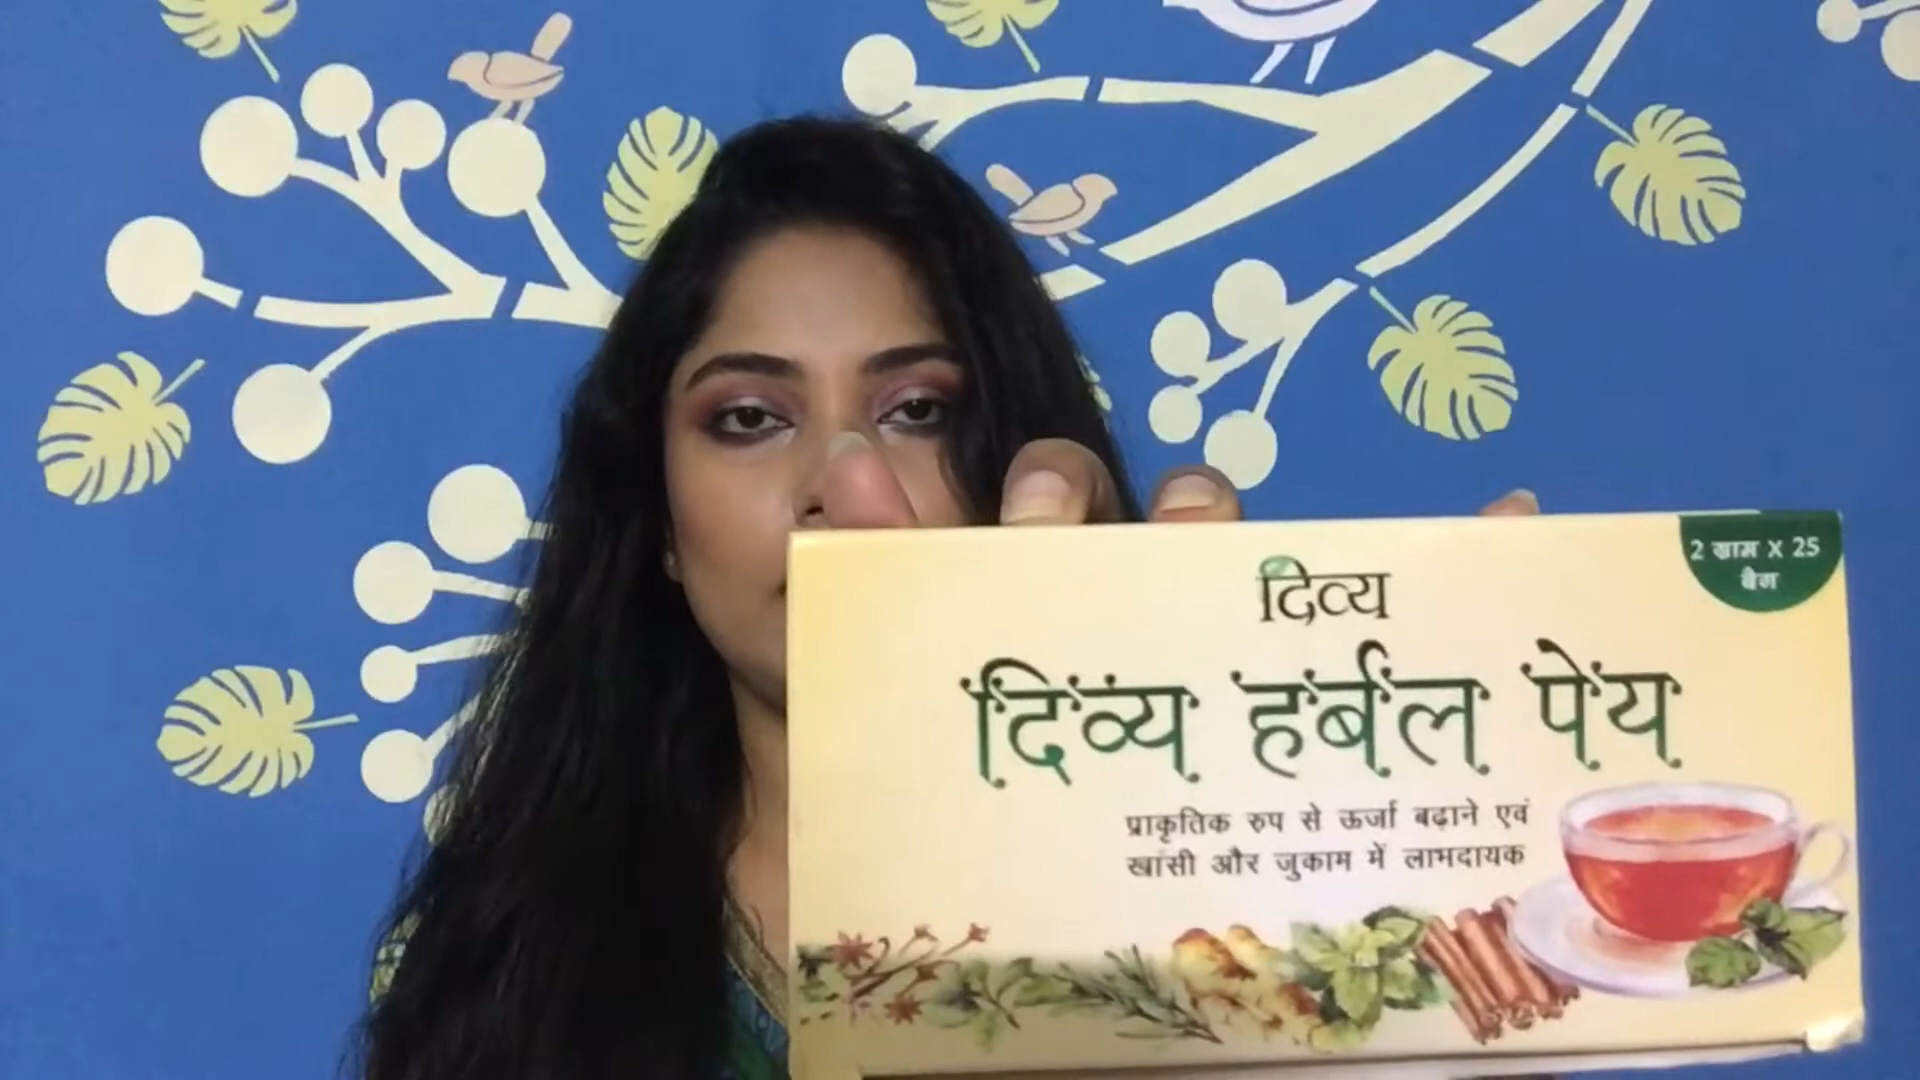 2 ग्राम X 25
बैग
दिव्य
दिव्य हर्बल पेय
प्राकृतिक रुप से ऊर्जा बढ़ाने एवं
खांसी और जुकाम में लाभदायक